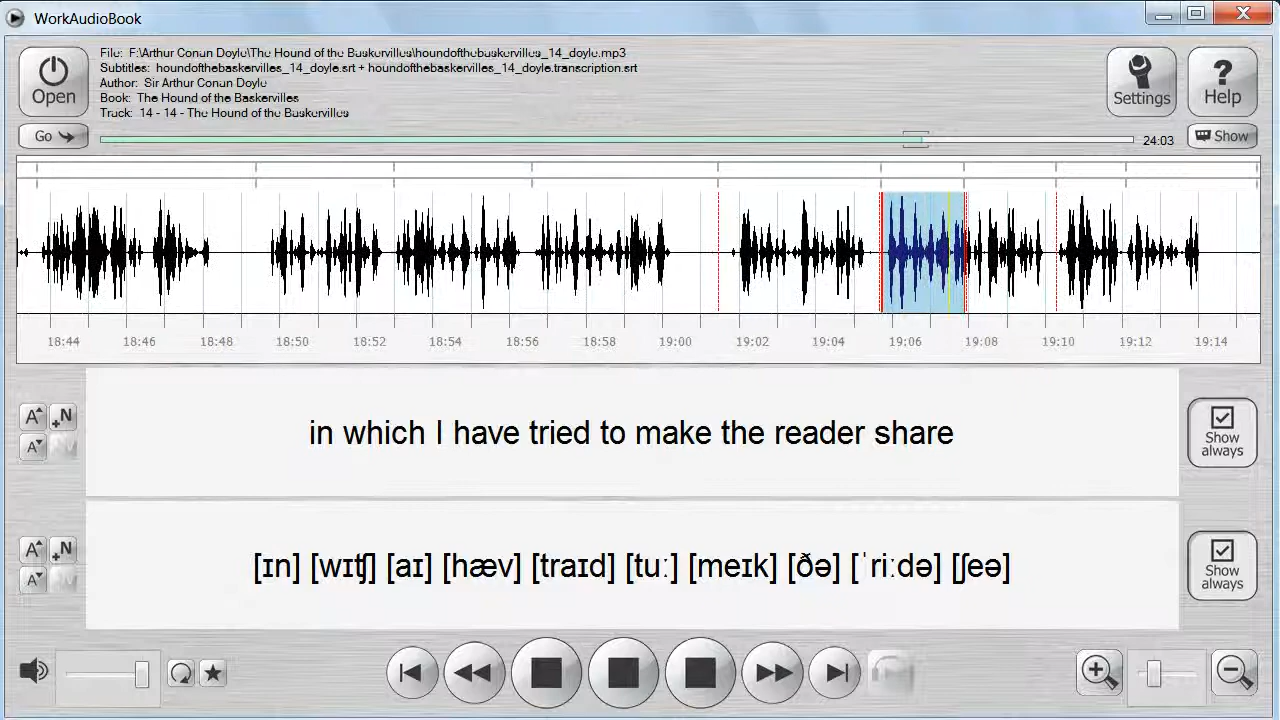 WorkAudioBook
File: F:\Arthur Conan Doyle\The Hound of the Baskervilles\houndofthebaskervilles_14_doyle.mp3
Subtitles: houndofthebaskervilles_14_doyle.srt + houndofthebaskervilles_14_doyle.transcription.srt
Author: Sir Arthur Conan Doyle
Book: The Hound of the Baskervilles
Track: 14 - 14 - The Hound of the Baskervilles
Open
Settings
? Help
Go
24:03
Show
18:44 18:46 18:48 18:50 18:52 18:54 18:56 18:58 19:00 19:02 19:04 19:06 19:08 19:10 19:12 19:14
A +N
A
in which I have tried to make the reader share
Show
always
A +N
A
[ɪn] [wɪʧ] [aɪ] [hæv] [traɪd] [tuː] [meɪk] [ðə] [ˈriːdə] [ʃeə]
Show
always